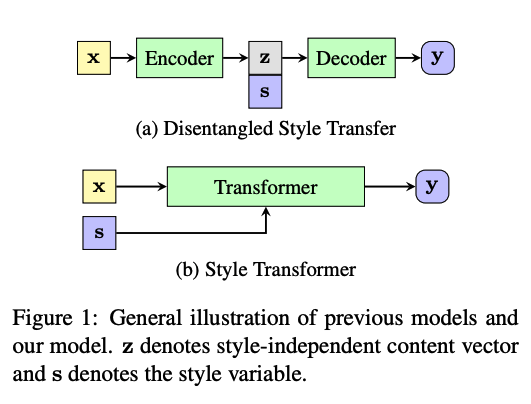 x Encoder z Decoder y
s
(a) Disentangled Style Transfer
x Transformer y
s
(b) Style Transformer
Figure 1: General illustration of previous models and
our model. z denotes style-independent content vector
and s denotes the style variable.